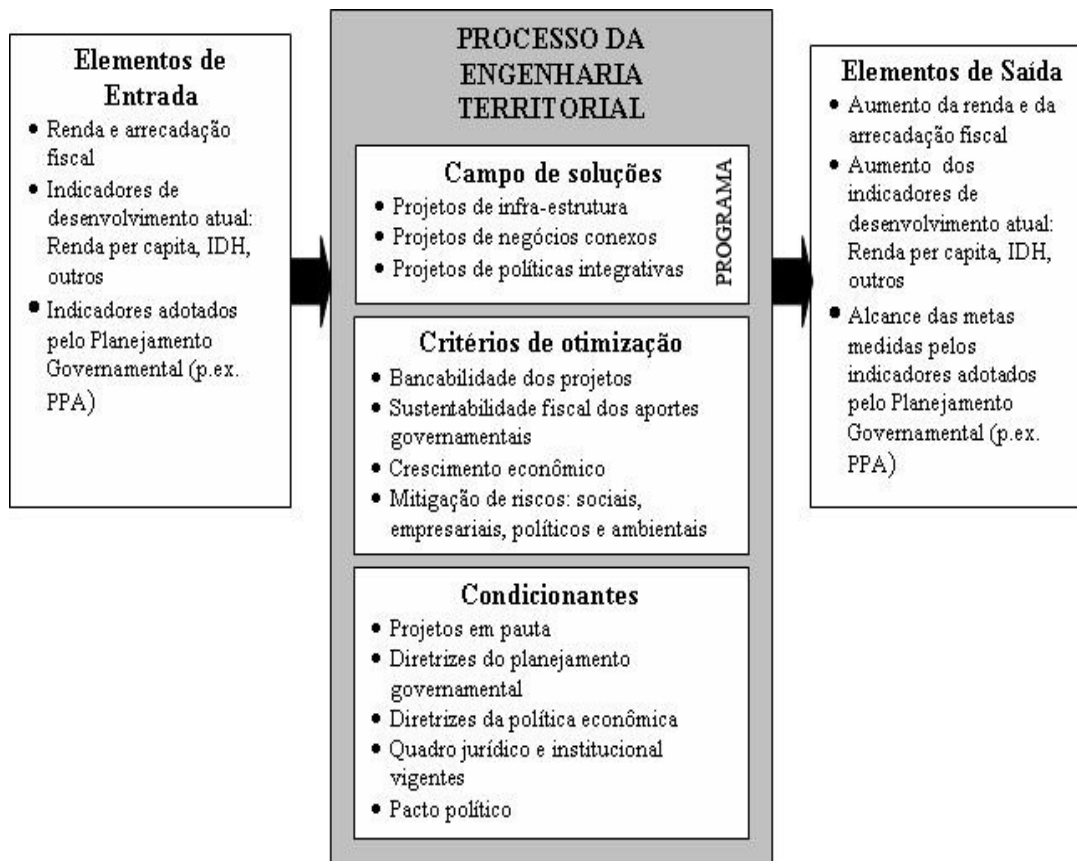 Elementos de
Entrada
• Renda e arrecadação
fiscal
• Indicadores de
desenvolvimento atual:
Renda per capita, IDH,
outros
• Indicadores adotados
pelo Planejamento
Governamental (p.ex.
PPA)
PROCESSO DA
ENGENHARIA
TERRITORIAL
Campo de soluções
• Projetos de infra-estrutura
• Projetos de negócios conexos
• Projetos de políticas integrativas
PROGRAMA
Critérios de otimização
• Bancabilidade dos projetos
• Sustentabilidade fiscal dos aportes
governamentais
• Crescimento econômico
• Mitigação de riscos: sociais,
empresariais, políticos e ambientais
Condicionantes
• Projetos em pauta
• Diretrizes do planejamento
governamental
• Diretrizes da política econômica
• Quadro jurídico e institucional
vigentes
• Pacto político
Elementos de Saída
• Aumento da renda e da
arrecadação fiscal
• Aumento dos
indicadores de
desenvolvimento atual:
Renda per capita, IDH,
outros
• Alcance das metas
medidas pelos
indicadores adotados
pelo Planejamento
Governamental (p.ex.
PPA)